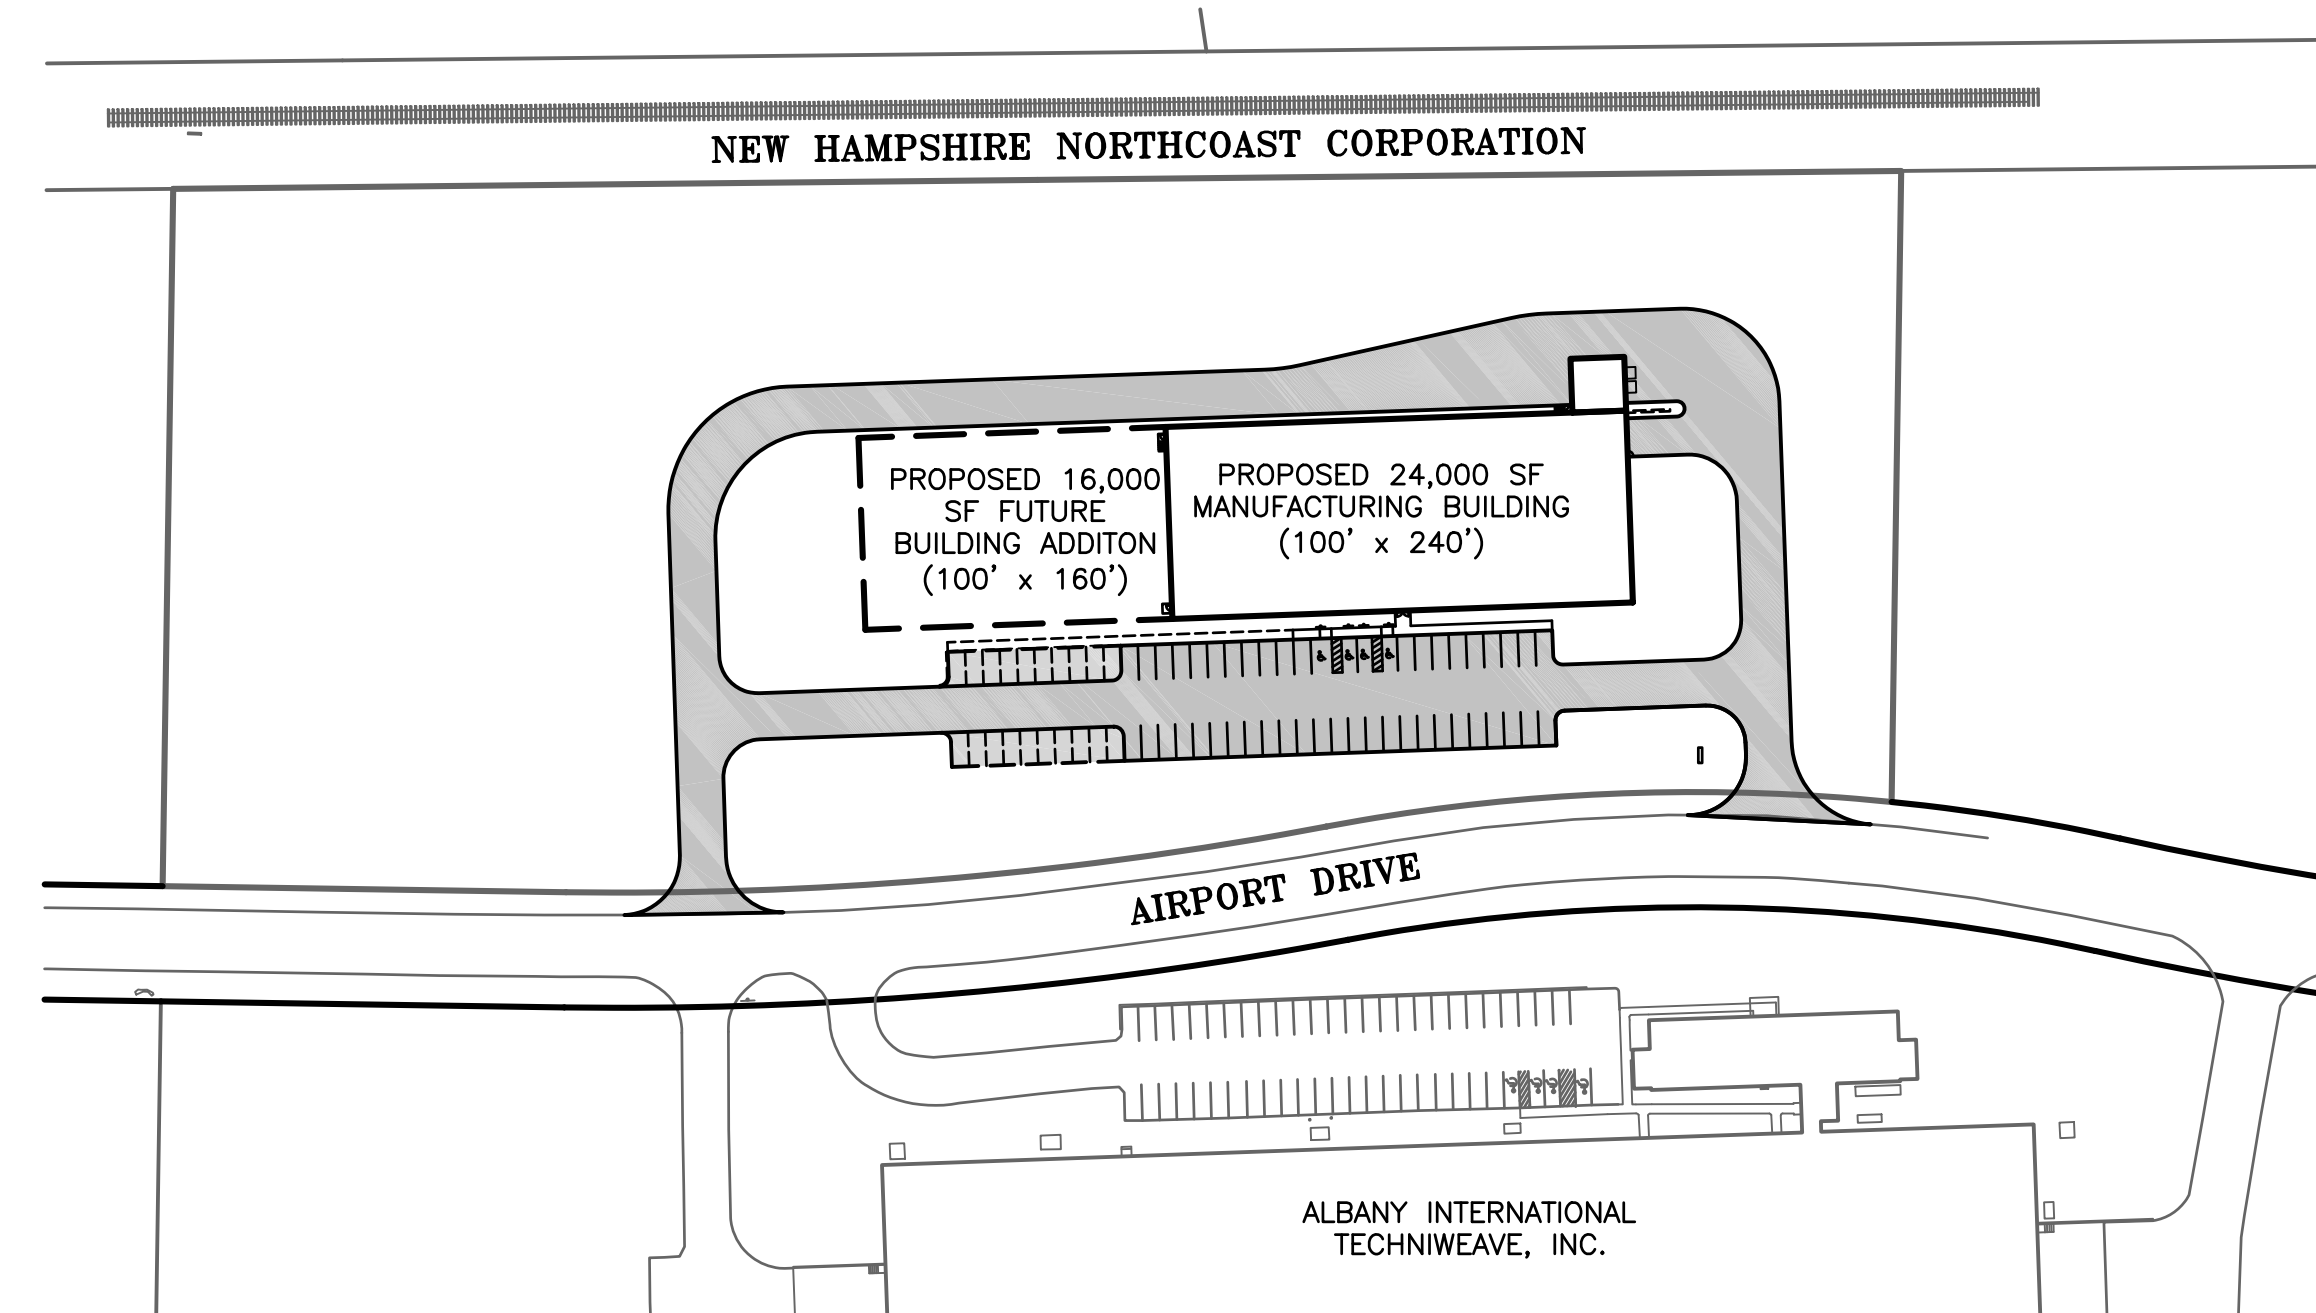 NEW HAMPSHIRE NORTHCOAST CORPORATION
PROPOSED 16,000
SF FUTURE
BUILDING ADDITON
(100' x 160')
PROPOSED 24,000 SF
MANUFACTURING BUILDING
(100' x 240')
AIRPORT DRIVE
ALBANY INTERNATIONAL
TECHNIWEAVE, INC.